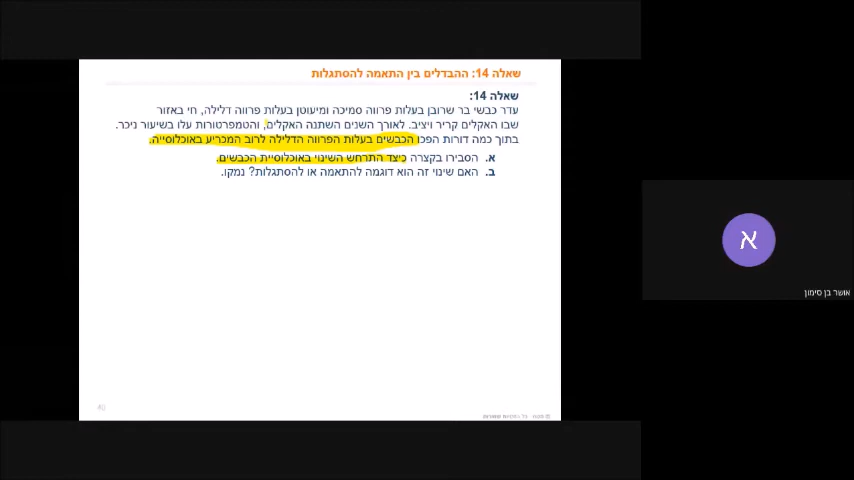 שאלה 14: ההבדלים בין התאמה להסתגלות
שאלה 14:
עדר כבשי בר שרובן בעלות פרווה סמיכה ומיעוטן בעלות פרווה דלילה, חי באזור
שבו האקלים קריר ויציב. לאורך השנים השתנה האקלים, והטמפרטורות עלו בשיעור ניכר.
בתוך כמה דורות הפכו הכבשים בעלות הפרווה הדלילה לרוב המכריע באוכלוסייה.
א. הסבירו בקצרה כיצד התרחש השינוי באוכלוסיית הכבשים.
ב. האם שינוי זה הוא דוגמה להתאמה או להסתגלות? נמקו.
א
אושר בן סימון